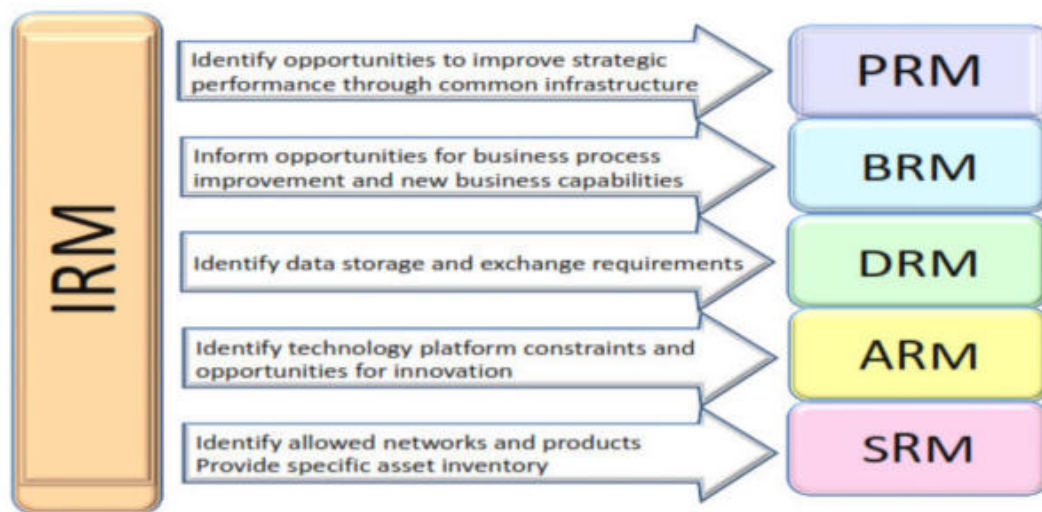 IRM
Identify opportunities to improve strategic
performance through common infrastructure
PRM
Inform opportunities for business process
improvement and new business capabilities
BRM
Identify data storage and exchange requirements
DRM
Identify technology platform constraints and
opportunities for innovation
ARM
Identify allowed networks and products
Provide specific asset inventory
SRM